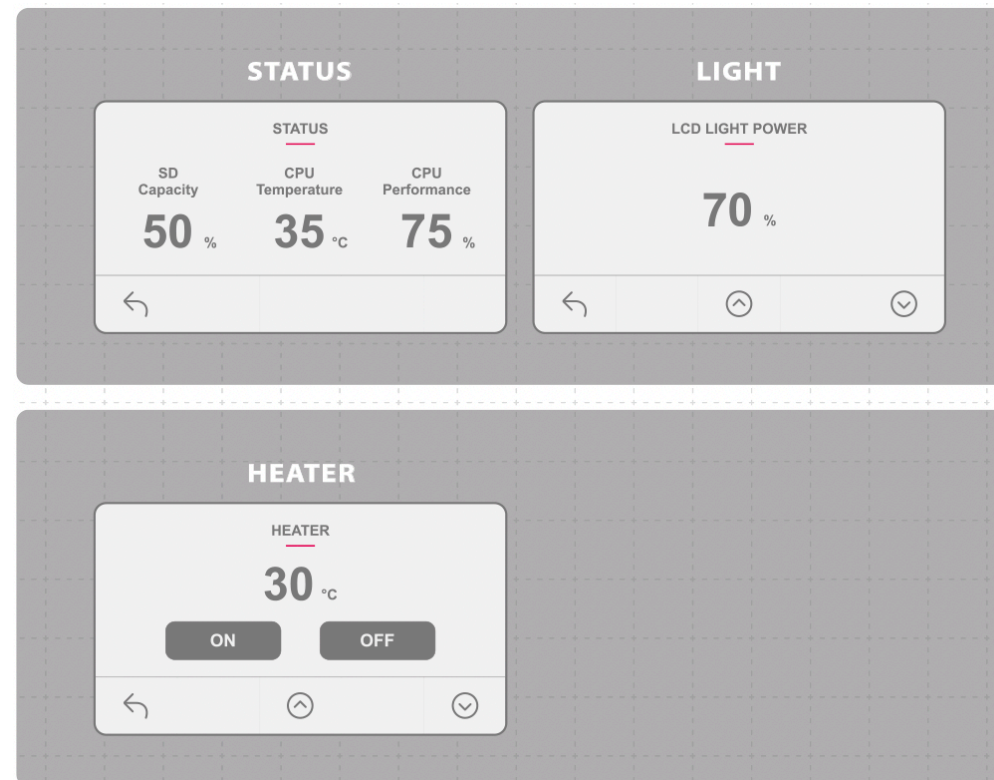 STATUS
STATUS
SD
Capacity
50 %
CPU
Temperature
35 °C
CPU
Performance
75 %
LIGHT
LCD LIGHT POWER
70 %
HEATER
HEATER
30 °C
ON
OFF